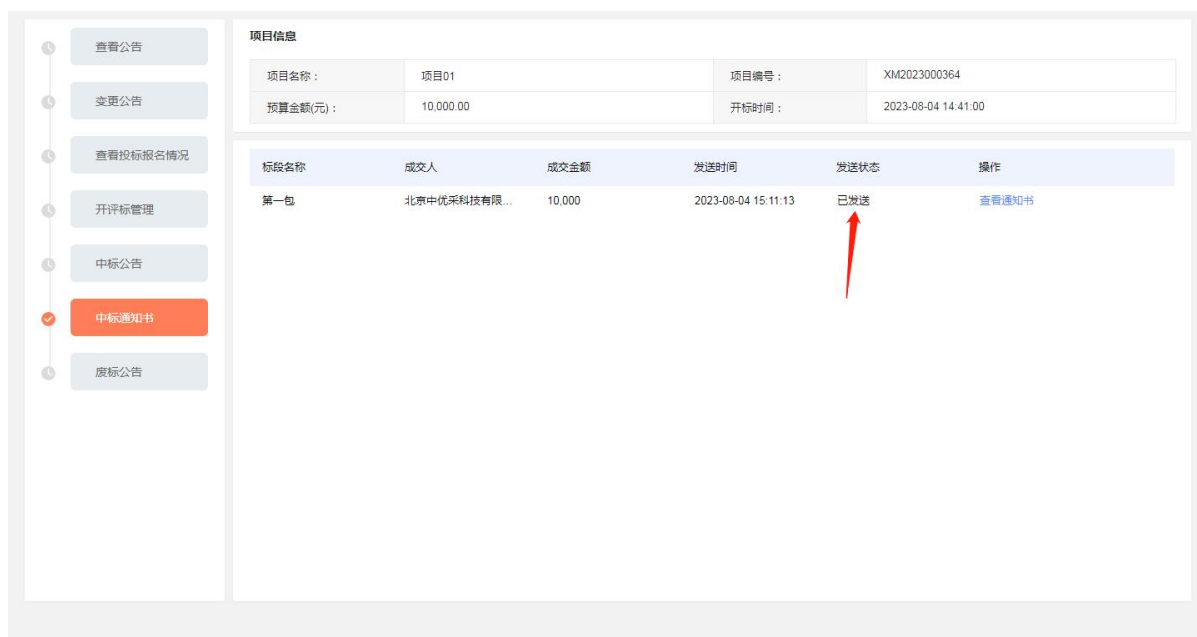 查看公告
变更公告
查看投标报名情况
开评标管理
中标公告
中标通知书
废标公告
项目信息
项目名称： 项目01 项目编号： XM2023000364
预算金额(元)： 10,000.00 开标时间： 2023-08-04 14:41:00
标段名称 成交人 成交金额 发送时间 发送状态 操作
第一包 北京中优采科技有限... 10,000 2023-08-04 15:11:13 已发送 查看通知书